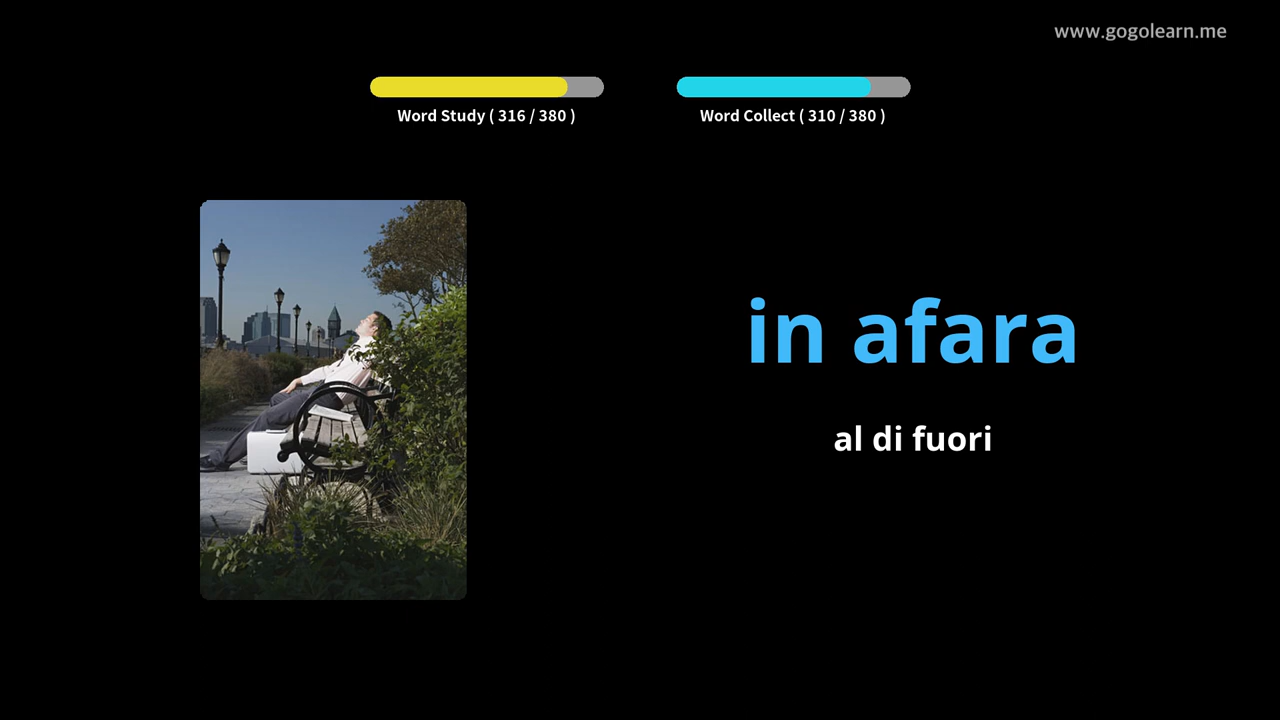 www.gogolearn.me
Word Study ( 316 / 380 )
Word Collect ( 310 / 380 )
in afara
al di fuori